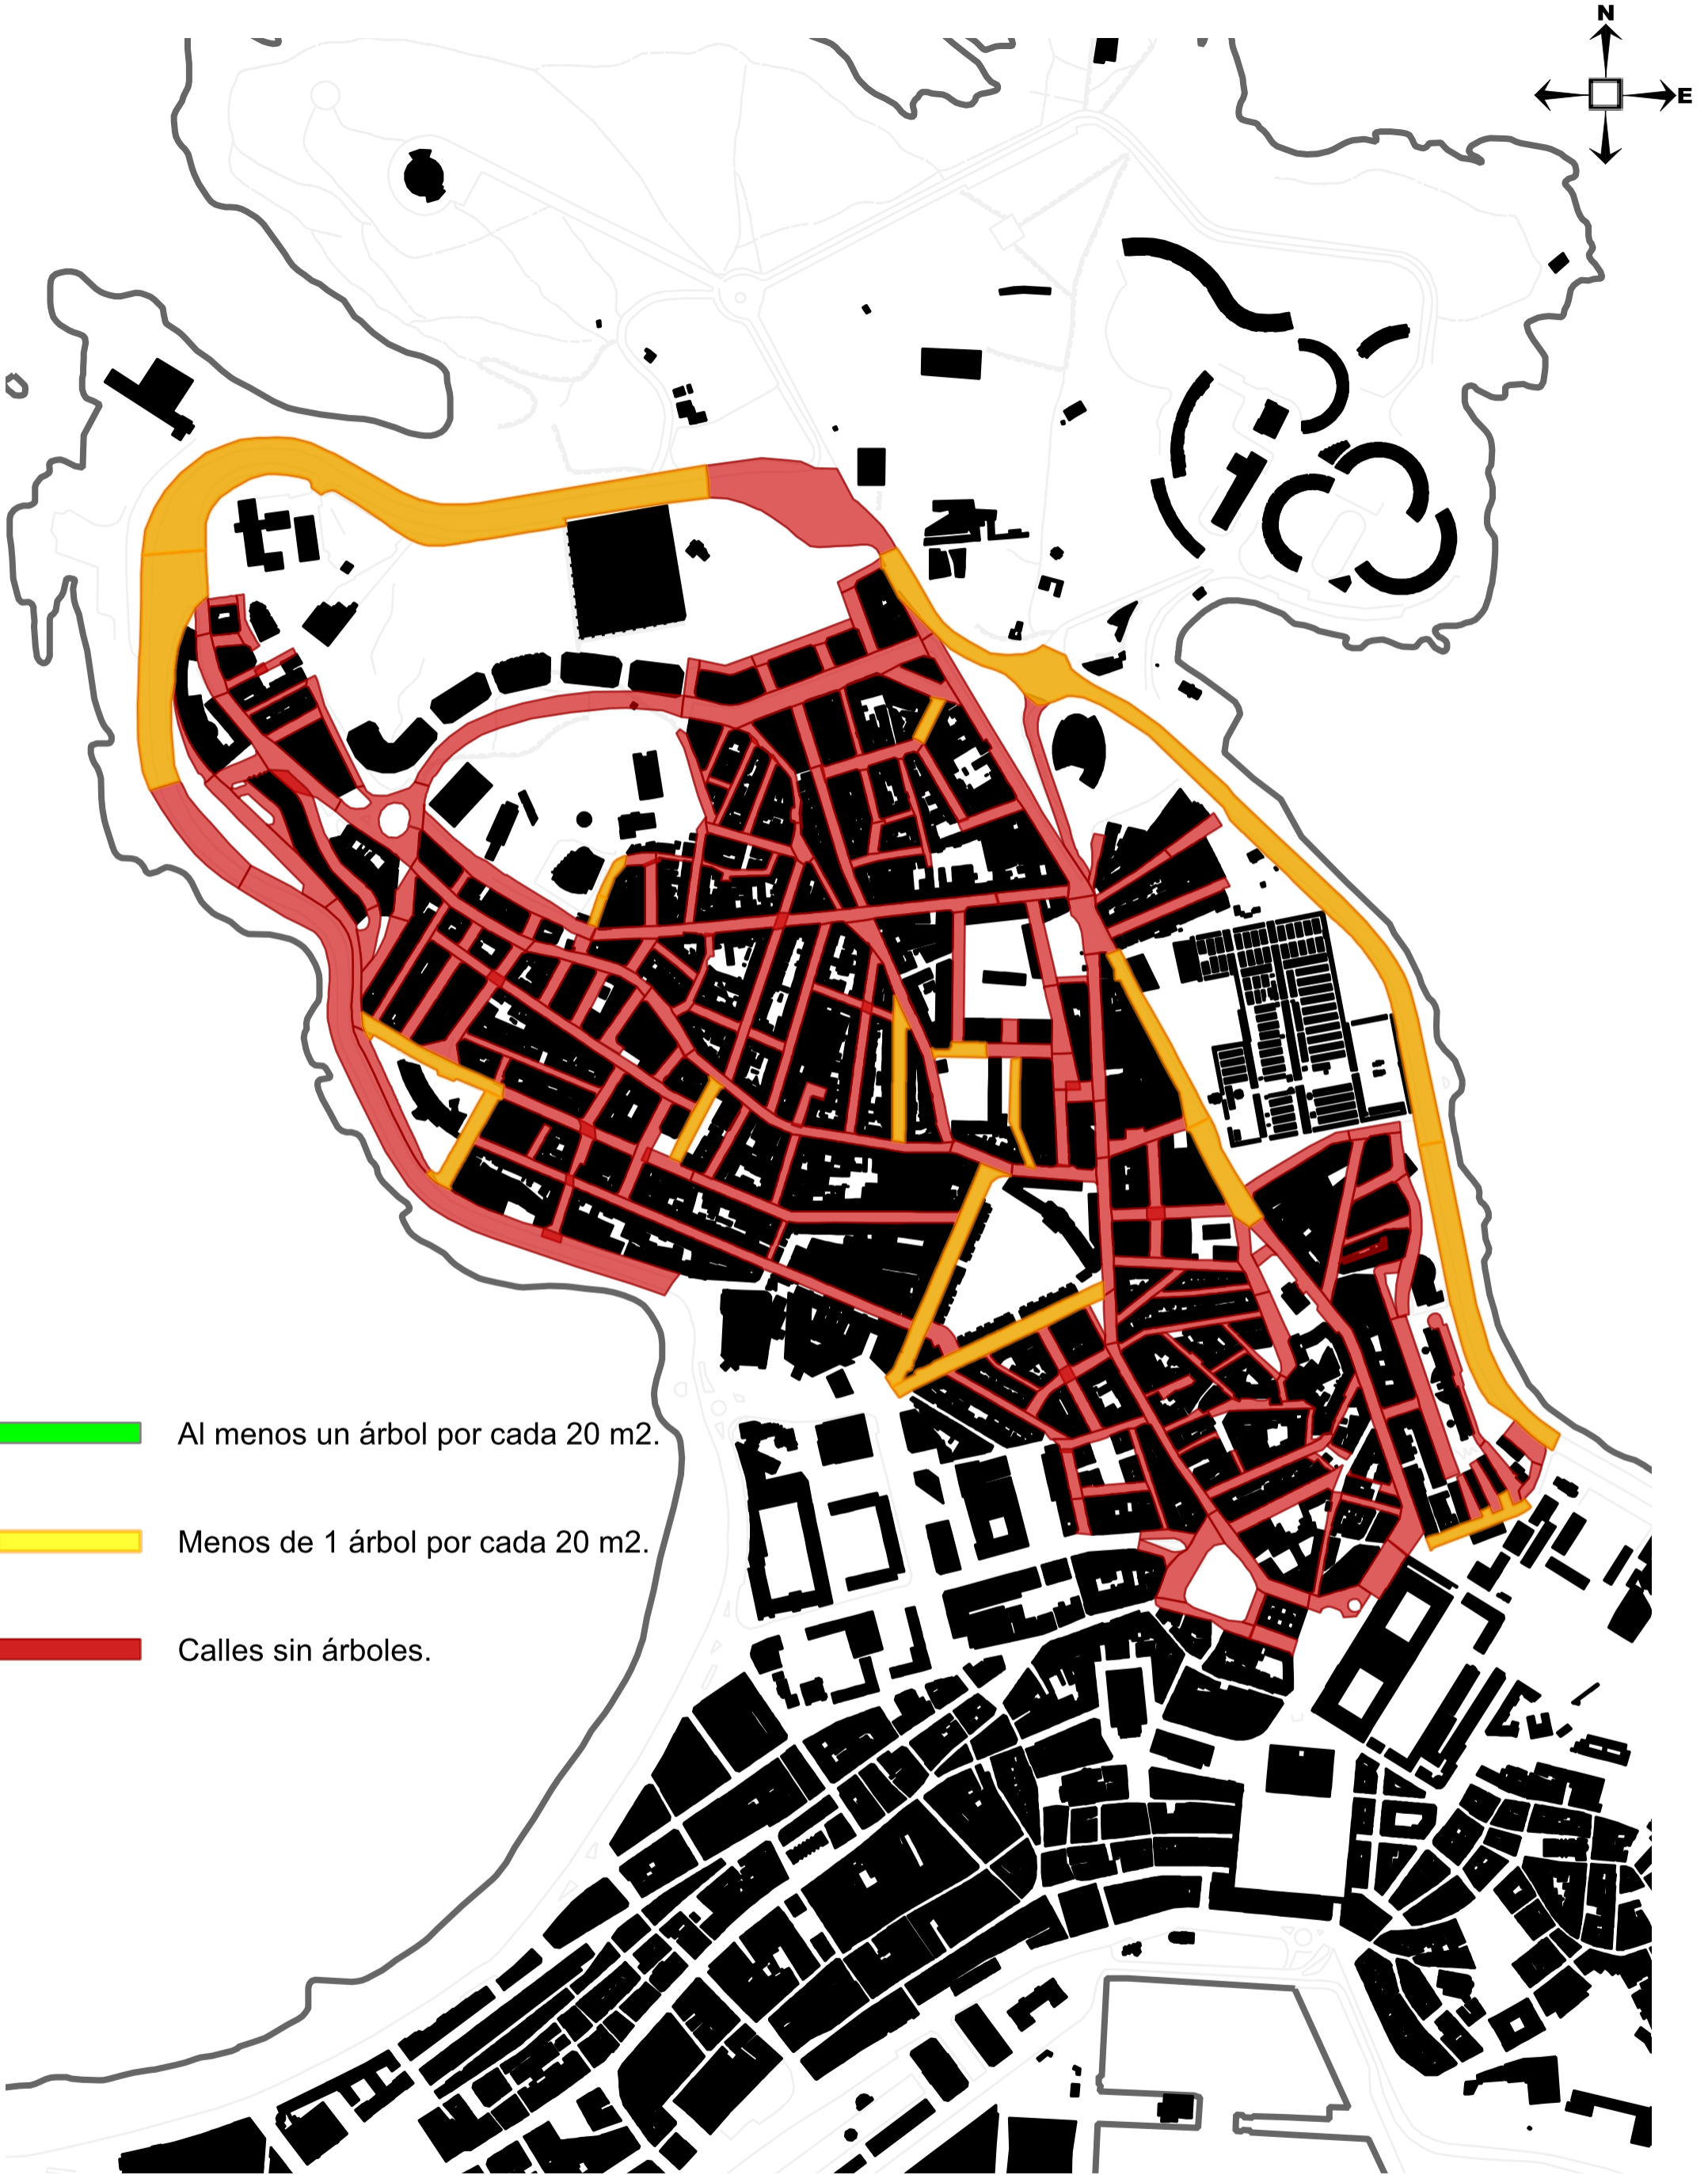 N
E
Al menos un árbol por cada 20 m2.
Menos de 1 árbol por cada 20 m2.
Calles sin árboles.